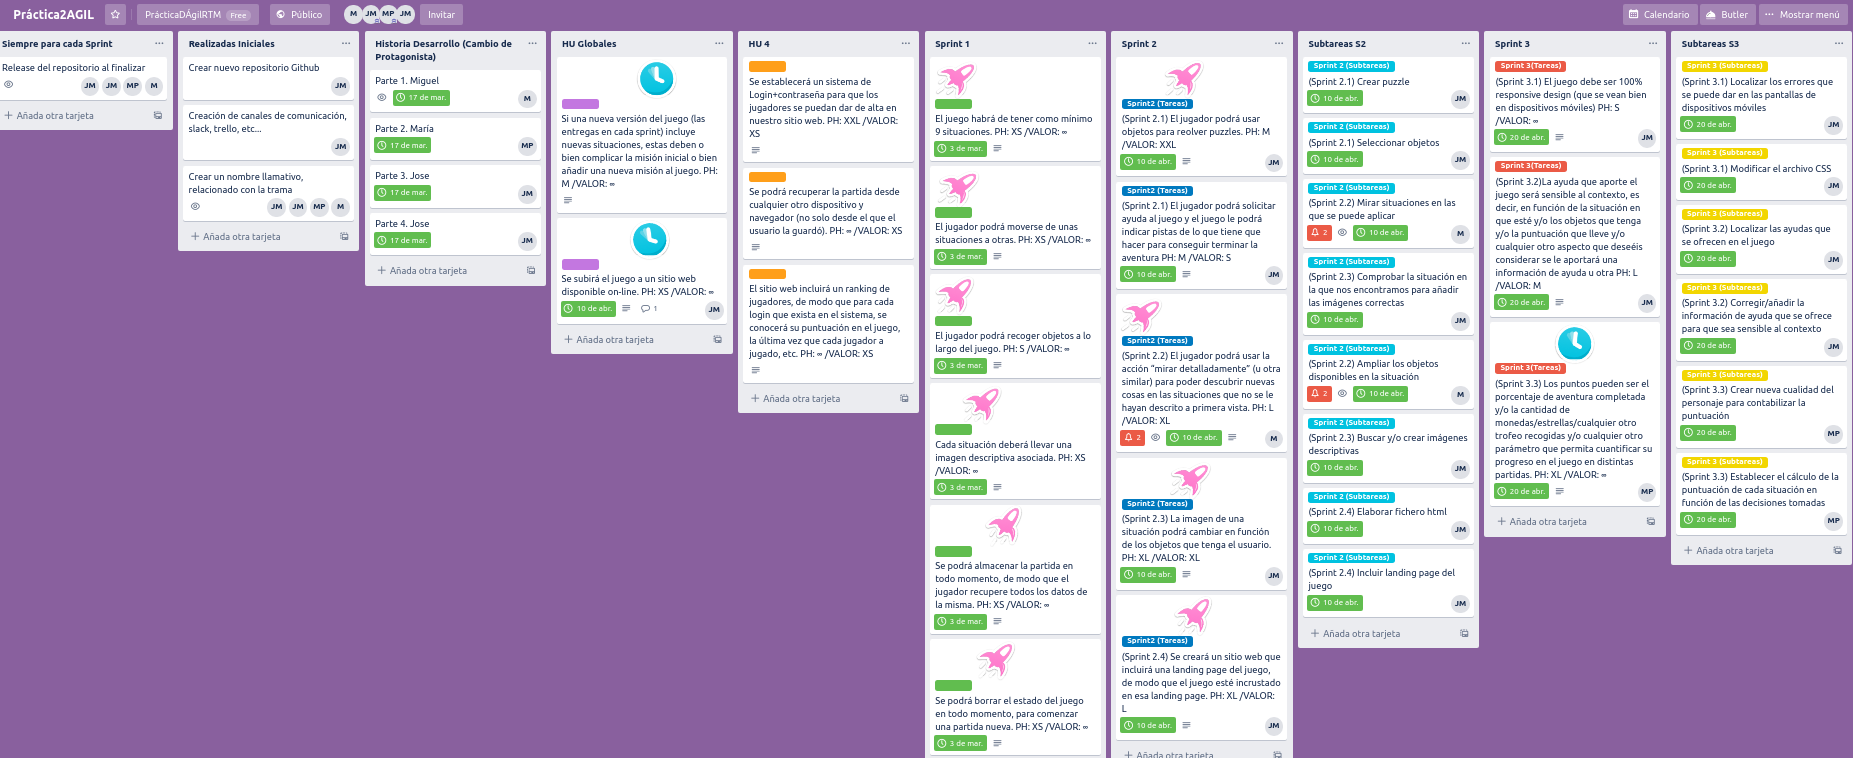 Práctica2AGIL
PrácticaDÁgilRTM Free
Público
M JM MP JM
Invitar
Calendario
Butler
Mostrar menú
Siempre para cada Sprint
Release del repositorio al finalizar
JM JM MP M
Añada otra tarjeta
Realizadas Iniciales
Crear nuevo repositorio Github
JM
Creación de canales de comunicación,
slack, trello, etc...
JM
Crear un nombre llamativo,
relacionado con la trama
JM JM MP M
Añada otra tarjeta
Historia Desarrollo (Cambio de
Protagonista)
Parte 1. Miguel
17 de mar. M
Parte 2. María
17 de mar. MP
Parte 3. Jose
17 de mar. JM
Parte 4. Jose
17 de mar. JM
Añada otra tarjeta
HU Globales
Si una nueva versión del juego (las
entregas en cada sprint) incluye
nuevas situaciones, estas deben o
bien complicar la misión inicial o bien
añadir una nueva misión al juego. PH:
M /VALOR: ∞
Se subirá el juego a un sitio web
disponible on-line. PH: XS /VALOR: ∞
10 de abr. 1 JM
Añada otra tarjeta
HU 4
Se establecerá un sistema de
Login+contraseña para que los
jugadores se puedan dar de alta en
nuestro sitio web. PH: XXL /VALOR:
XS
Se podrá recuperar la partida desde
cualquier otro dispositivo y
navegador (no solo desde el que el
usuario la guardó). PH: ∞ /VALOR: XS
El sitio web incluirá un ranking de
jugadores, de modo que para cada
login que exista en el sistema, se
conocerá su puntuación en el juego,
la última vez que cada jugador a
jugado, etc. PH: ∞ /VALOR: XS
Añada otra tarjeta
Sprint 1
El juego habrá de tener como mínimo
9 situaciones. PH: XS /VALOR: ∞
3 de mar.
El jugador podrá moverse de unas
situaciones a otras. PH: XS /VALOR: ∞
3 de mar.
El jugador podrá recoger objetos a lo
largo del juego. PH: S /VALOR: ∞
3 de mar.
Cada situación deberá llevar una
imagen descriptiva asociada. PH: XS
/VALOR: ∞
3 de mar.
Se podrá almacenar la partida en
todo momento, de modo que el
jugador recupere todos los datos de
la misma. PH: XS /VALOR: ∞
3 de mar.
Se podrá borrar el estado del juego
en todo momento, para comenzar
una partida nueva. PH: XS /VALOR: ∞
3 de mar.
Sprint 2
Sprint2 (Tareas)
(Sprint 2.1) El jugador podrá usar
objetos para reolver puzzles. PH: M
/VALOR: XXL
10 de abr. JM
Sprint2 (Tareas)
(Sprint 2.1) El jugador podrá solicitar
ayuda al juego y el juego le podrá
indicar pistas de lo que tiene que
hacer para conseguir terminar la
aventura PH: M /VALOR: S
10 de abr. JM
Sprint2 (Tareas)
(Sprint 2.2) El jugador podrá usar la
acción "mirar detalladamente" (u otra
similar) para poder descubrir nuevas
cosas en las situaciones que no se le
hayan descrito a primera vista. PH: L
/VALOR: XL
2 10 de abr. M
Sprint2 (Tareas)
(Sprint 2.3) La imagen de una
situación podrá cambiar en función
de los objetos que tenga el usuario.
PH: XL /VALOR: XL
10 de abr. JM
Sprint2 (Tareas)
(Sprint 2.4) Se creará un sitio web que
incluirá una landing page del juego,
de modo que el juego esté incrustado
en esa landing page. PH: XL /VALOR:
L
10 de abr. JM
Añada otra tarjeta
Subtareas S2
Sprint 2 (Subtareas)
(Sprint 2.1) Crear puzzle
10 de abr. JM
Sprint 2 (Subtareas)
(Sprint 2.1) Seleccionar objetos
10 de abr. JM
Sprint 2 (Subtareas)
(Sprint 2.2) Mirar situaciones en las
que se puede aplicar
2 10 de abr. M
Sprint 2 (Subtareas)
(Sprint 2.3) Comprobar la situación en
la que nos encontramos para añadir
las imágenes correctas
10 de abr. JM
Sprint 2 (Subtareas)
(Sprint 2.2) Ampliar los objetos
disponibles en la situación
2 10 de abr. M
Sprint 2 (Subtareas)
(Sprint 2.3) Buscar y/o crear imágenes
descriptivas
10 de abr. JM
Sprint 2 (Subtareas)
(Sprint 2.4) Elaborar fichero html
10 de abr. JM
Sprint 2 (Subtareas)
(Sprint 2.4) Incluir landing page del
juego
10 de abr. JM
Añada otra tarjeta
Sprint 3
Sprint 3(Tareas)
(Sprint 3.1) El juego debe ser 100%
responsive design (que se vean bien
en dispositivos móviles) PH: S
/VALOR: ∞
20 de abr. JM
Sprint 3(Tareas)
(Sprint 3.2)La ayuda que aporte el
juego será sensible al contexto, es
decir, en función de la situación en
que esté y/o los objetos que tenga
y/o la puntuación que lleve y/o
cualquier otro aspecto que deseéis
considerar se le aportará una
información de ayuda u otra PH: L
/VALOR: M
20 de abr. JM
Sprint 3(Tareas)
(Sprint 3.3) Los puntos pueden ser el
porcentaje de aventura completada
y/o la cantidad de
monedas/estrellas/cualquier otro
trofeo recogidas y/o cualquier otro
parámetro que permita cuantificar su
progreso en el juego en distintas
partidas. PH: XL /VALOR: ∞
20 de abr. MP
Añada otra tarjeta
Subtareas S3
Sprint 3 (Subtareas)
(Sprint 3.1) Localizar los errores que
se puede dar en las pantallas de
dispositivos móviles
20 de abr. JM
Sprint 3 (Subtareas)
(Sprint 3.1) Modificar el archivo CSS
20 de abr. JM
Sprint 3 (Subtareas)
(Sprint 3.2) Localizar las ayudas que
se ofrecen en el juego
20 de abr. JM
Sprint 3 (Subtareas)
(Sprint 3.2) Corregir/añadir la
información de ayuda que se ofrece
para que sea sensible al contexto
20 de abr. JM
Sprint 3 (Subtareas)
(Sprint 3.3) Crear nueva cualidad del
personaje para contabilizar la
puntuación
20 de abr. MP
Sprint 3 (Subtareas)
(Sprint 3.3) Establecer el cálculo de la
puntuación de cada situación en
función de las decisiones tomadas
20 de abr. MP
Añada otra tarjeta